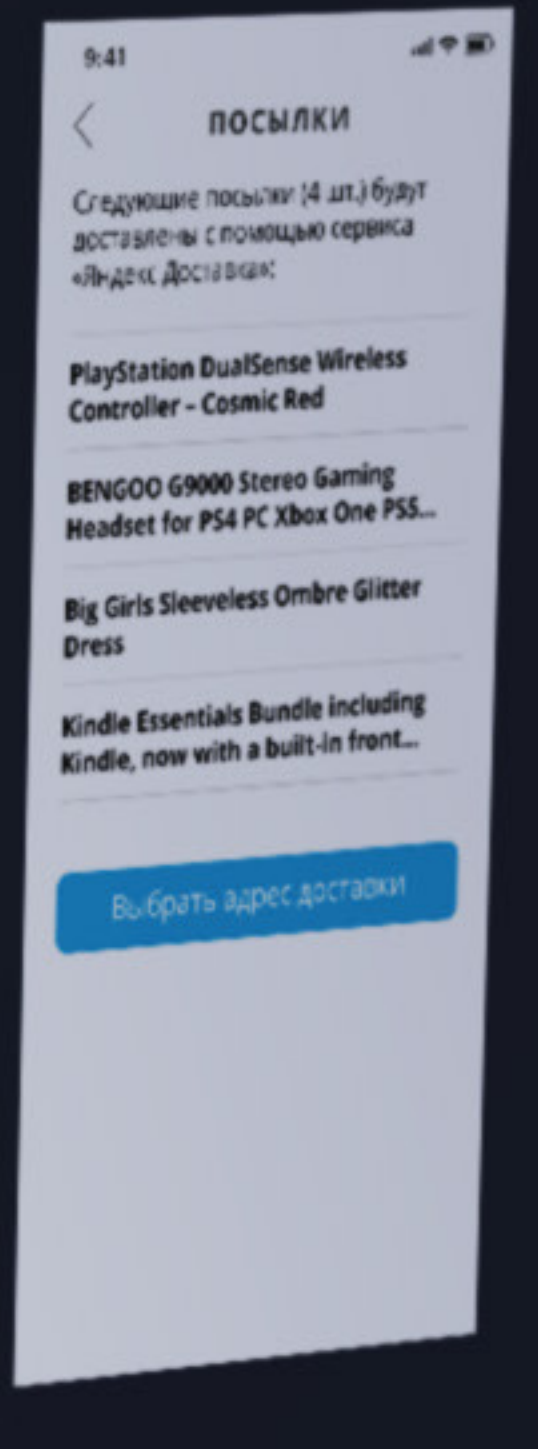 9:41
ПОСЫЛКИ
Следующие посылки (4 шт.) будут
доставлены с помощью сервиса
«Яндекс Доставка»:
PlayStation DualSense Wireless
Controller – Cosmic Red
BENGOO G9000 Stereo Gaming
Headset for PS4 PC Xbox One PS5...
Big Girls Sleeveless Ombre Glitter
Dress
Kindle Essentials Bundle including
Kindle, now with a built-in front...
Выбрать адрес доставки